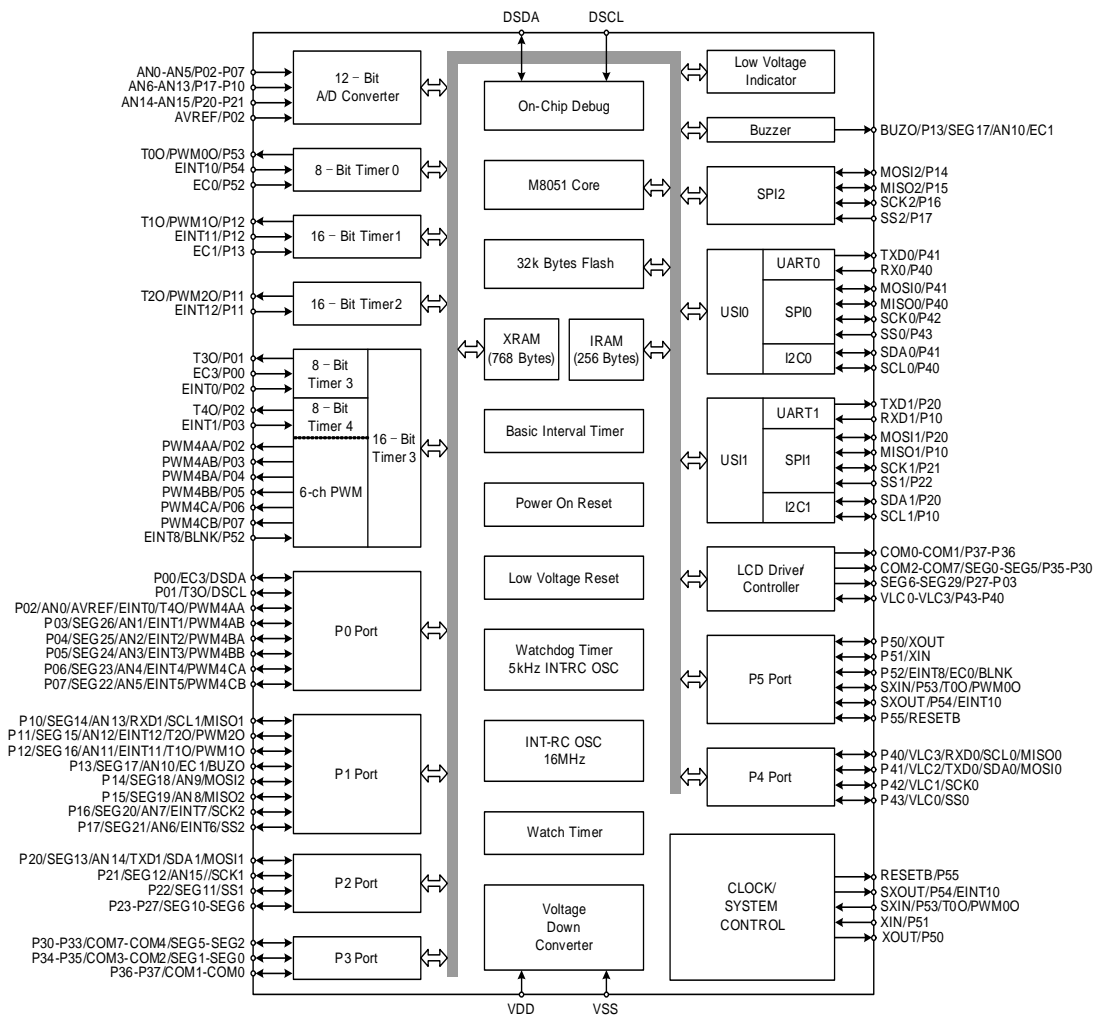 DSDA
DSCL
AN0-AN5/P02-P07
AN6-AN13/P17-P10
AN14-AN15/P20-P21
AVREF/P02
12 – Bit
A/D Converter
T0O/PWM0O/P53
EINT10/P54
EC0/P52
8 – Bit Timer 0
T1O/PWM1O/P12
EINT11/P12
EC1/P13
16 – Bit Timer1
T2O/PWM2O/P11
EINT12/P11
16 – Bit Timer2
T3O/P01
EC3/P00
EINT0/P02
T4O/P02
EINT1/P03
PWM4AA/P02
PWM4AB/P03
PWM4BA/P04
PWM4BB/P05
PWM4CA/P06
PWM4CB/P07
EINT8/BLNK/P52
8 – Bit
Timer 3
8 – Bit
Timer 4
6-ch PWM
16 – Bit
Timer3
P00/EC3/DSDA
P01/T3O/DSCL
P02/AN0/AVREF/EINT0/T4O/PWM4AA
P03/SEG26/AN1/EINT1/PWM4AB
P04/SEG25/AN2/EINT2/PWM4BA
P05/SEG24/AN3/EINT3/PWM4BB
P06/SEG23/AN4/EINT4/PWM4CA
P07/SEG22/AN5/EINT5/PWM4CB
P0 Port
P10/SEG14/AN13/RXD1/SCL1/MISO1
P11/SEG15/AN12/EINT12/T2O/PWM2O
P12/SEG16/AN11/EINT11/T1O/PWM1O
P13/SEG17/AN10/EC1/BUZO
P14/SEG18/AN9/MOSI2
P15/SEG19/AN8/MISO2
P16/SEG20/AN7/EINT7/SCK2
P17/SEG21/AN6/EINT6/SS2
P1 Port
P20/SEG13/AN14/TXD1/SDA1/MOSI1
P21/SEG12/AN15//SCK1
P22/SEG11/SS1
P23-P27/SEG10-SEG6
P2 Port
P30-P33/COM7-COM4/SEG5-SEG2
P34-P35/COM3-COM2/SEG1-SEG0
P36-P37/COM1-COM0
P3 Port
On-Chip Debug
M8051 Core
32k Bytes Flash
XRAM
(768 Bytes)
IRAM
(256 Bytes)
Basic Interval Timer
Power On Reset
Low Voltage Reset
Watchdog Timer
5kHz INT-RC OSC
INT-RC OSC
16MHz
Watch Timer
Voltage
Down
Converter
VDD
VSS
Low Voltage
Indicator
Buzzer
BUZO/P13/SEG17/AN10/EC1
SPI2
MOSI2/P14
MISO2/P15
SCK2/P16
SS2/P17
USI0
UART0
SPI0
I2C0
TXD0/P41
RX0/P40
MOSI0/P41
MISO0/P40
SCK0/P42
SS0/P43
SDA0/P41
SCL0/P40
USI1
UART1
SPI1
I2C1
TXD1/P20
RXD1/P10
MOSI1/P20
MISO1/P10
SCK1/P21
SS1/P22
SDA1/P20
SCL1/P10
LCD Driver/
Controller
COM0-COM1/P37-P36
COM2-COM7/SEG0-SEG5/P35-P30
SEG6-SEG29/P27-P03
VLC0-VLC3/P43-P40
P5 Port
P50/XOUT
P51/XIN
P52/EINT8/EC0/BLNK
SXIN/P53/T0O/PWM0O
SXOUT/P54/EINT10
P55/RESETB
P4 Port
P40/VLC3/RXD0/SCL0/MISO0
P41/VLC2/TXD0/SDA0/MOSI0
P42/VLC1/SCK0
P43/VLC0/SS0
CLOCK/
SYSTEM
CONTROL
RESETB/P55
SXOUT/P54/EINT10
SXIN/P53/T0O/PWM0O
XIN/P51
XOUT/P50